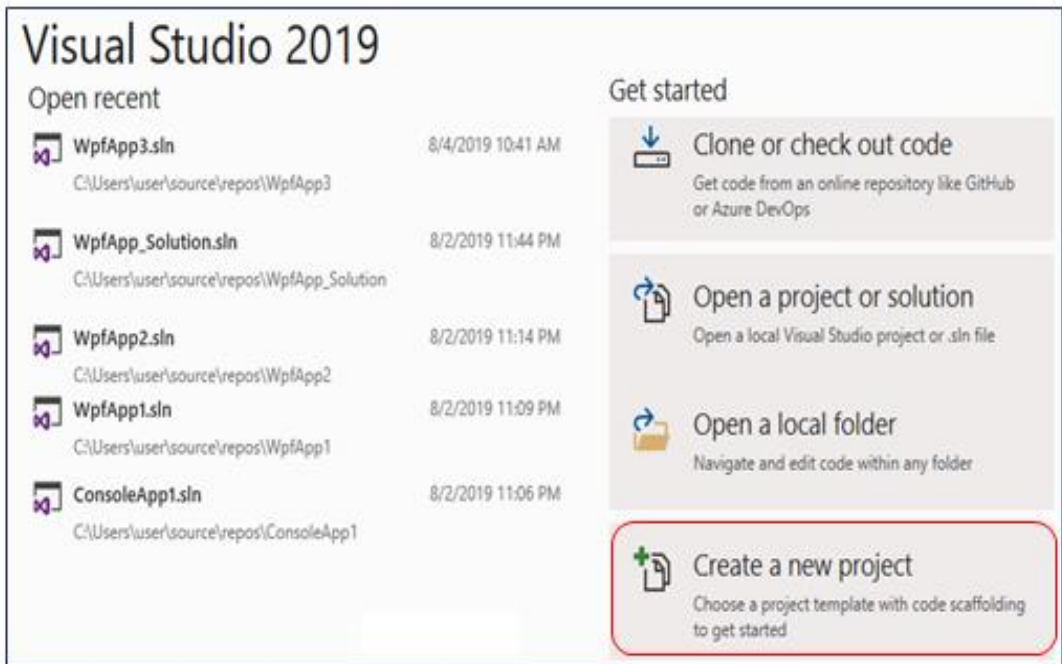 Visual Studio 2019
Open recent
WpfApp3.sln 8/4/2019 10:41 AM
C:\Users\user\source\repos\WpfApp3
WpfApp_Solution.sln 8/2/2019 11:44 PM
C:\Users\user\source\repos\WpfApp_Solution
WpfApp2.sln 8/2/2019 11:14 PM
C:\Users\user\source\repos\WpfApp2
WpfApp1.sln 8/2/2019 11:09 PM
C:\Users\user\source\repos\WpfApp1
ConsoleApp1.sln 8/2/2019 11:06 PM
C:\Users\user\source\repos\ConsoleApp1
Get started
Clone or check out code
Get code from an online repository like GitHub
or Azure DevOps
Open a project or solution
Open a local Visual Studio project or .sln file
Open a local folder
Navigate and edit code within any folder
Create a new project
Choose a project template with code scaffolding
to get started